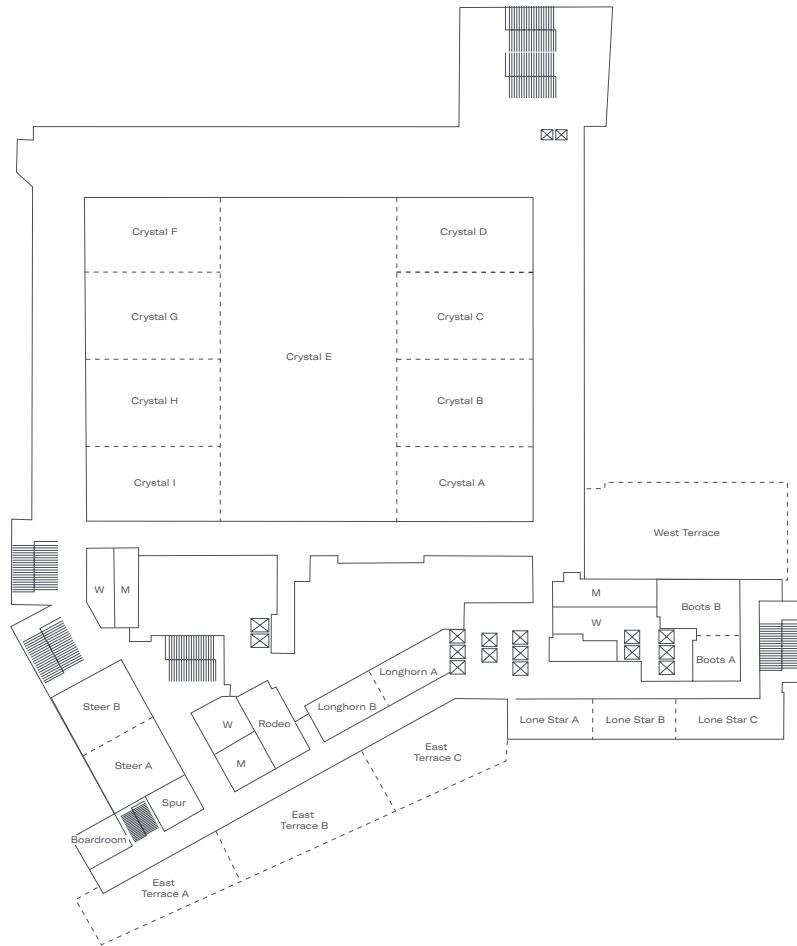 Crystal F
Crystal D
Crystal G
Crystal C
Crystal E
Crystal H
Crystal B
Crystal I
Crystal A
West Terrace
W
M
M
Boots B
W
Boots A
Longhorn A
Longhorn B
Steer B
Rodeo
W
Lone Star A
Lone Star B
Lone Star C
East
Terrace C
Steer A
M
Spur
East
Terrace B
Boardroom
East
Terrace A